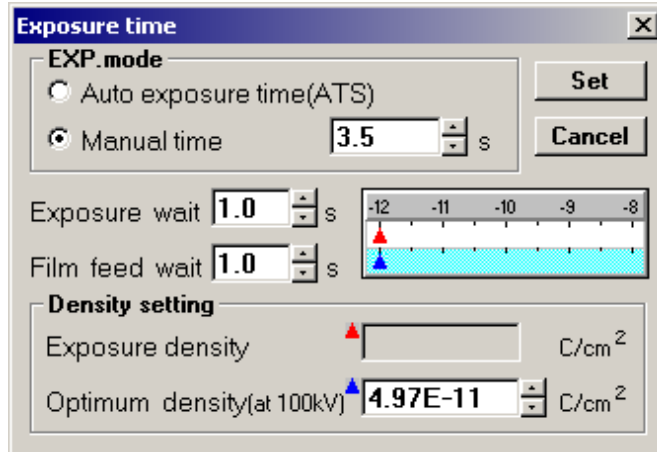 Exposure time
EXP.mode
Auto exposure time(ATS)
Set
Manual time 3.5 s
Cancel
Exposure wait 1.0 s
-12 -11 -10 -9 -8
Film feed wait 1.0 s
Density setting
Exposure density C/cm²
Optimum density(at 100kV) 4.97E-11 C/cm²